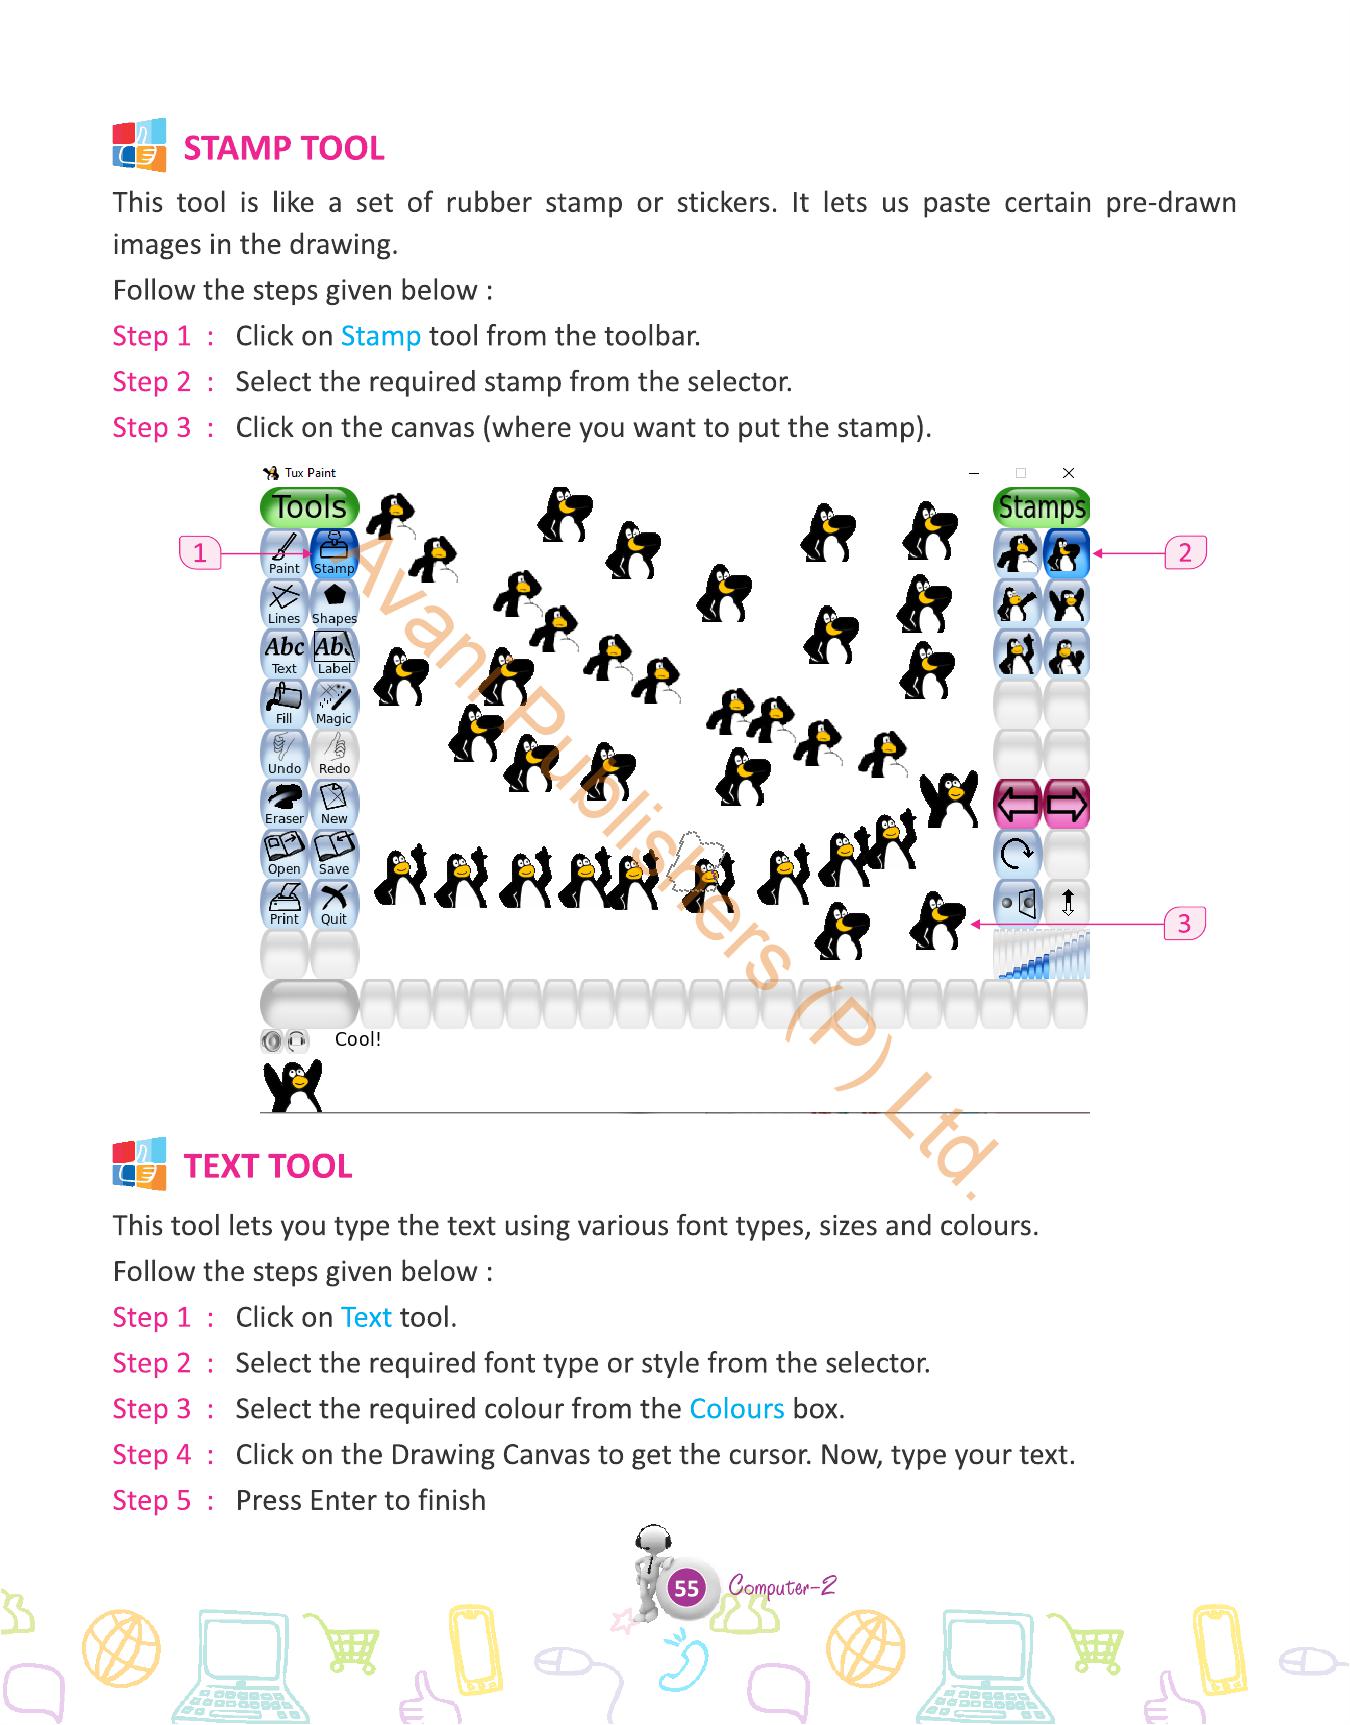 STAMP TOOL
This tool is like a set of rubber stamp or stickers. It lets us paste certain pre-drawn
images in the drawing.
Follow the steps given below :
Step 1 : Click on Stamp tool from the toolbar.
Step 2 : Select the required stamp from the selector.
Step 3 : Click on the canvas (where you want to put the stamp).
Tux Paint
Tools Stamps
1 Paint Stamp 2
Lines Shapes
Abc Abc
Text Label
Fill Magic
Undo Redo
Eraser New
Open Save
Print Quit
3
Cool!
Avani Publishers (P) Ltd.
TEXT TOOL
This tool lets you type the text using various font types, sizes and colours.
Follow the steps given below :
Step 1 : Click on Text tool.
Step 2 : Select the required font type or style from the selector.
Step 3 : Select the required colour from the Colours box.
Step 4 : Click on the Drawing Canvas to get the cursor. Now, type your text.
Step 5 : Press Enter to finish
55 Computer-2